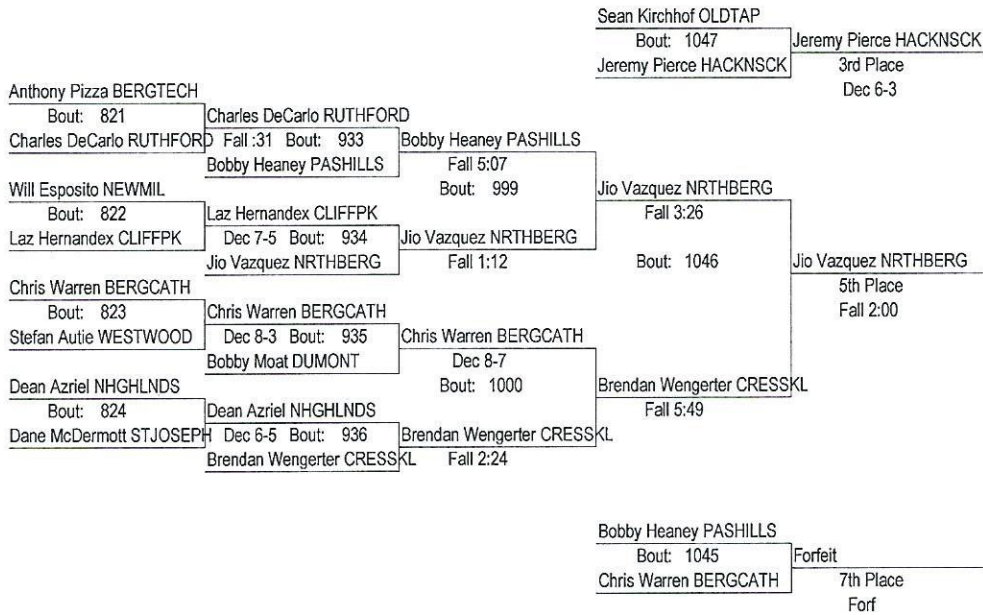 Sean Kirchhof OLDTAP
Bout: 1047
Jeremy Pierce HACKNSCK
Jeremy Pierce HACKNSCK
3rd Place
Dec 6-3
Anthony Pizza BERGTECH
Bout: 821
Charles DeCarlo RUTHFORD
Will Esposito NEWMIL
Bout: 822
Laz Hernandex CLIFFPK
Chris Warren BERGCATH
Bout: 823
Stefan Autie WESTWOOD
Dean Azriel NHGHLNDS
Bout: 824
Dane McDermott STJOSEPH
Charles DeCarlo RUTHFORD
Fall :31 Bout: 933
Bobby Heaney PASHILLS
Laz Hernandex CLIFFPK
Dec 7-5 Bout: 934
Jio Vazquez NRTHBERG
Chris Warren BERGCATH
Dec 8-3 Bout: 935
Bobby Moat DUMONT
Dean Azriel NHGHLNDS
Dec 6-5 Bout: 936
Brendan Wengerter CRESSKL
Bobby Heaney PASHILLS
Fall 5:07
Bout: 999
Jio Vazquez NRTHBERG
Fall 1:12
Chris Warren BERGCATH
Dec 8-7
Bout: 1000
Brendan Wengerter CRESSKL
Fall 2:24
Jio Vazquez NRTHBERG
Fall 3:26
Bout: 1046
Brendan Wengerter CRESSKL
Fall 5:49
Jio Vazquez NRTHBERG
5th Place
Fall 2:00
Bobby Heaney PASHILLS
Bout: 1045
Chris Warren BERGCATH
Forfeit
7th Place
Forf